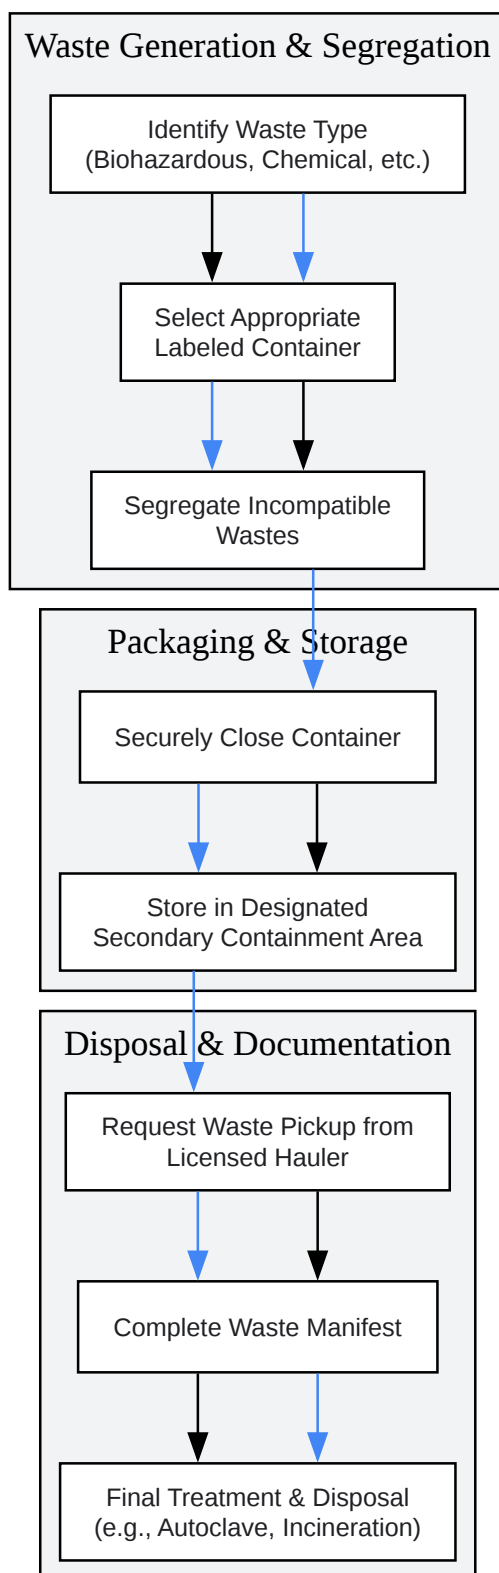 Waste Generation & Segregation
Identify Waste Type
(Biohazardous, Chemical, etc.)
Select Appropriate
Labeled Container
Segregate Incompatible
Wastes
Packaging & Storage
Securely Close Container
Store in Designated
Secondary Containment Area
Disposal & Documentation
Request Waste Pickup from
Licensed Hauler
Complete Waste Manifest
Final Treatment & Disposal
(e.g., Autoclave, Incineration)